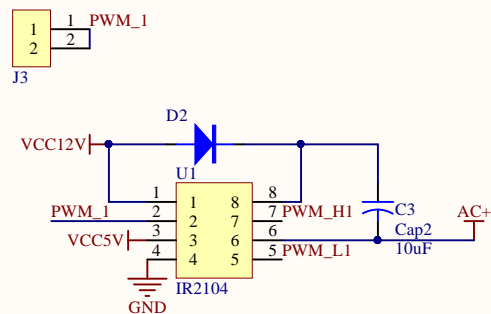 1 1 PWM_1
2 2
J3
D2
VCC12V
U1
1 1 8 8
PWM_1 2 2 7 7 PWM_H1
VCC5V 3 3 6 6
4 4 5 5 PWM_L1
C3
AC+
Cap2
10uF
GND
IR2104